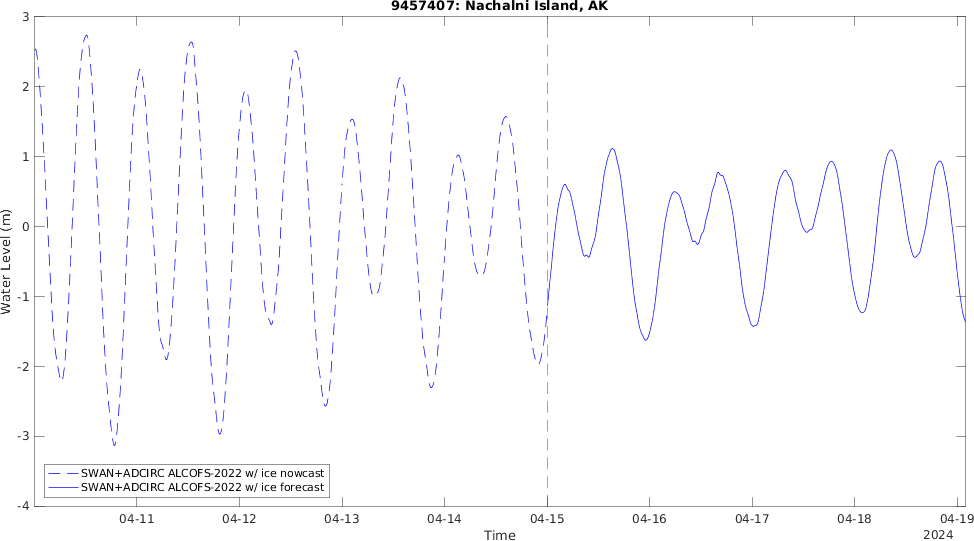 9457407: Nachalni Island, AK
3
2
1
0
-1
-2
-3
-4
Water Level (m)
SWAN+ADCIRC ALCOFS-2022 w/ ice nowcast
SWAN+ADCIRC ALCOFS-2022 w/ ice forecast
04-11 04-12 04-13 04-14 04-15 04-16 04-17 04-18 04-19
Time
2024